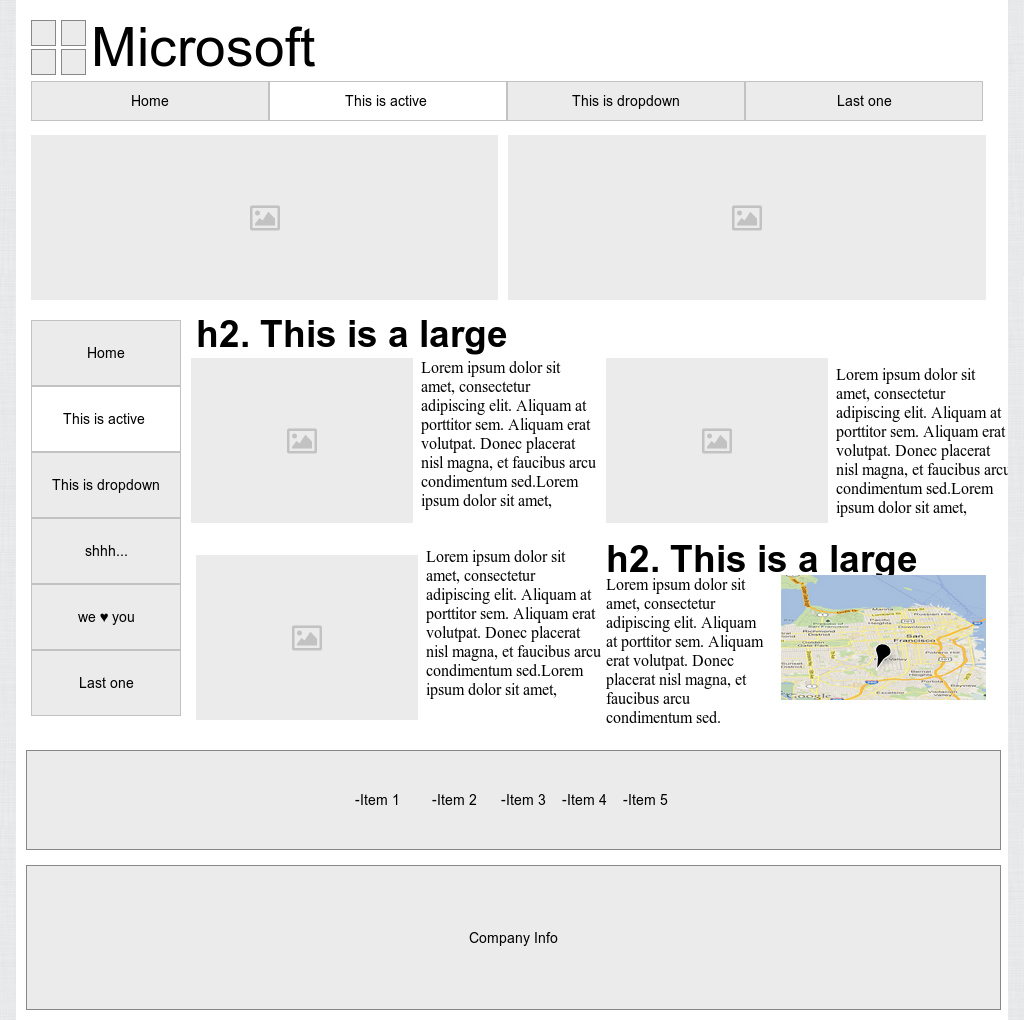 Microsoft
Home
This is active
This is dropdown
Last one
Home
This is active
This is dropdown
shhh...
we ♥ you
Last one
h2. This is a large
Lorem ipsum dolor sit
amet, consectetur
adipiscing elit. Aliquam at
porttitor sem. Aliquam erat
volutpat. Donec placerat
nisl magna, et faucibus arcu
condimentum sed.Lorem
ipsum dolor sit amet,
Lorem ipsum dolor sit
amet, consectetur
adipiscing elit. Aliquam at
porttitor sem. Aliquam erat
volutpat. Donec placerat
nisl magna, et faucibus arcu
condimentum sed.Lorem
ipsum dolor sit amet,
Lorem ipsum dolor sit
amet, consectetur
adipiscing elit. Aliquam at
porttitor sem. Aliquam erat
volutpat. Donec placerat
nisl magna, et faucibus arcu
condimentum sed.Lorem
ipsum dolor sit amet,
h2. This is a large
Lorem ipsum dolor sit
amet, consectetur
adipiscing elit. Aliquam
at porttitor sem. Aliquam
erat volutpat. Donec
placerat nisl magna, et
faucibus arcu
condimentum sed.
San
Francisco
Google
-Item 1 -Item 2 -Item 3 -Item 4 -Item 5
Company Info